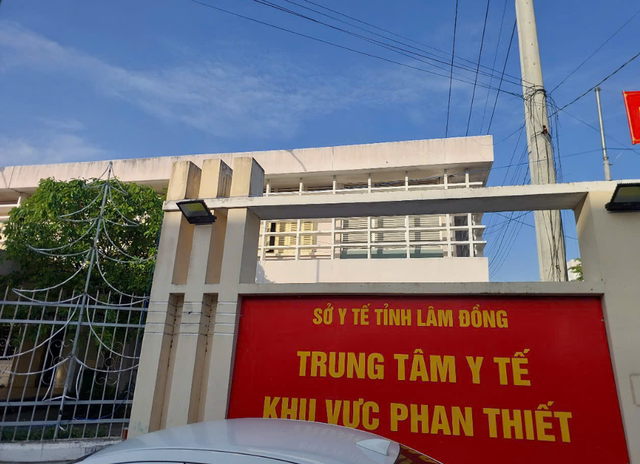 SỞ Y TẾ TỈNH LÂM ĐỒNG
TRUNG TÂM Y TẾ
KHU VỰC PHAN THIẾT